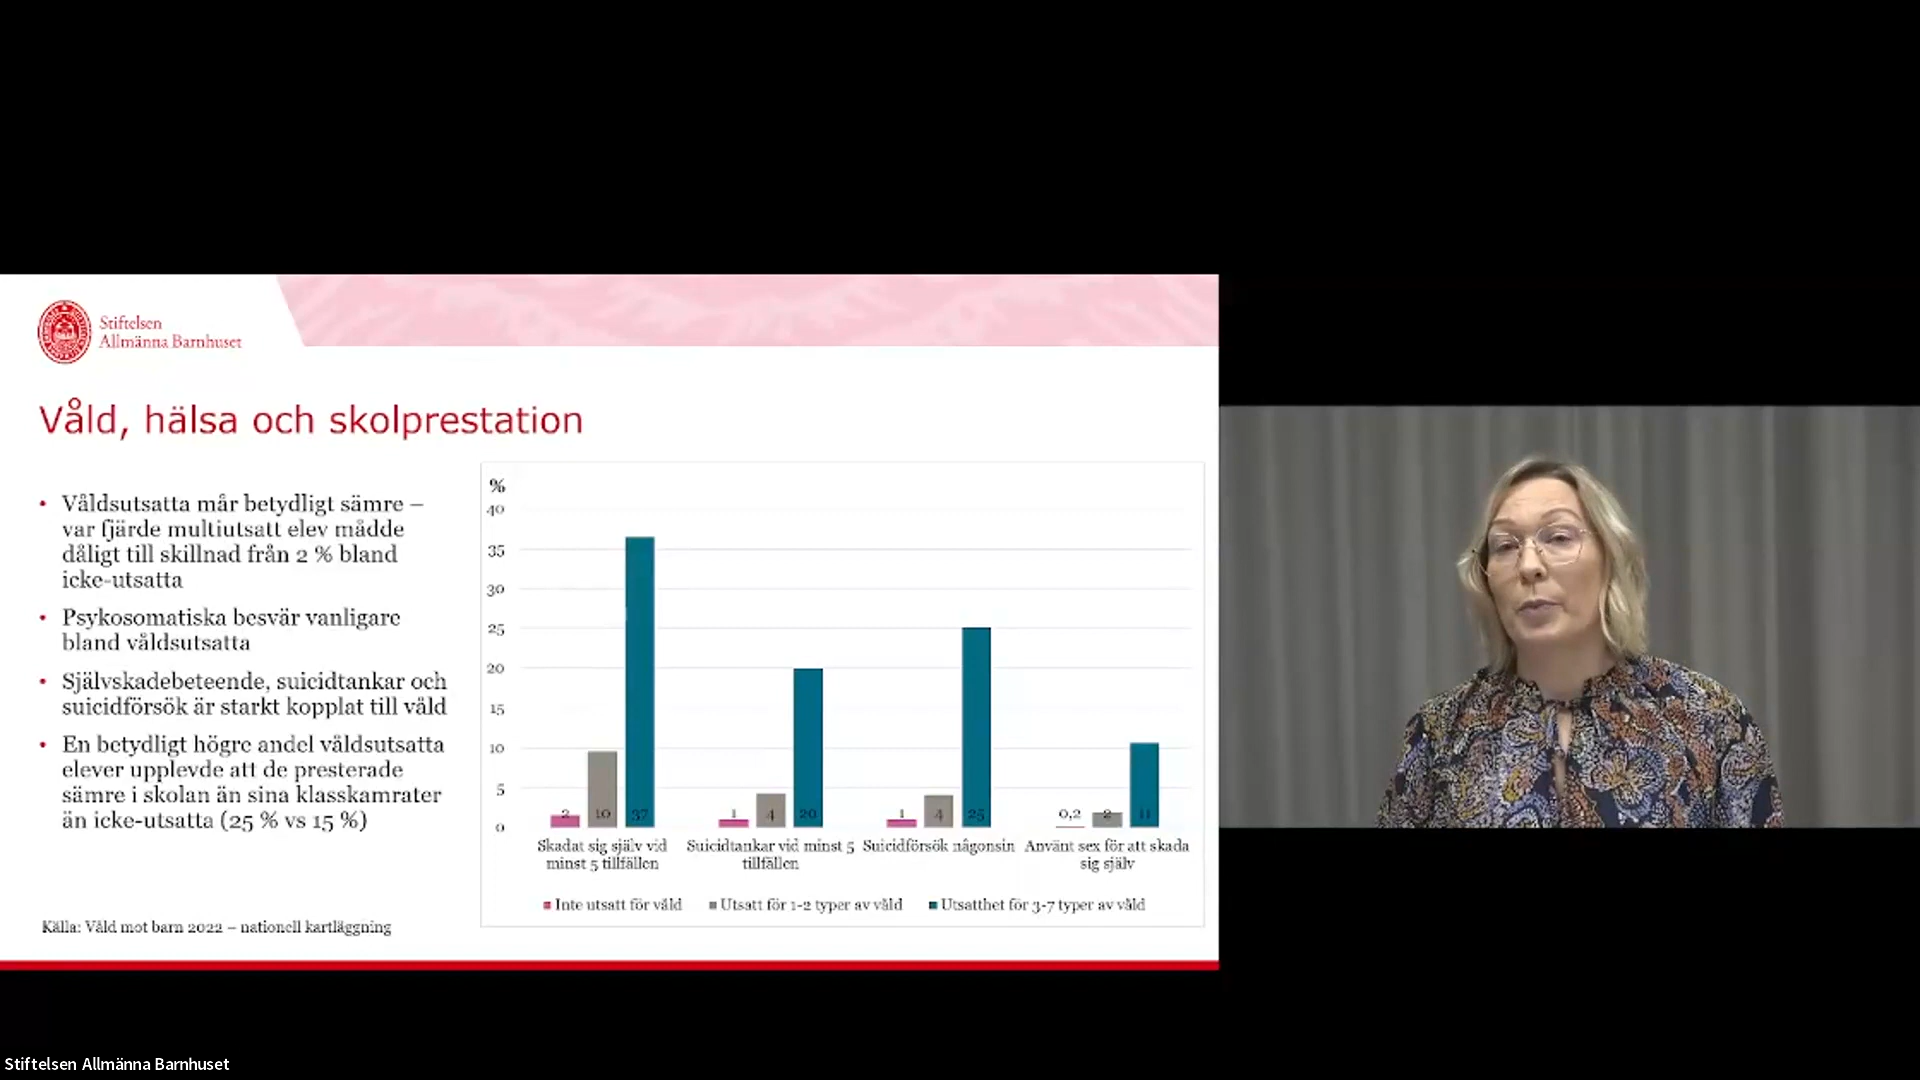 Stiftelsen
Allmänna Barnhuset
Våld, hälsa och skolprestation
• Våldsutsatta mår betydligt sämre –
var fjärde multiutsatt elev mådde
dåligt till skillnad från 2 % bland
icke-utsatta
• Psykosomatiska besvär vanligare
bland våldsutsatta
• Självskadebeteende, suicidtankar och
suicidförsök är starkt kopplat till våld
• En betydligt högre andel våldsutsatta
elever upplevde att de presterade
sämre i skolan än sina klasskamrater
än icke-utsatta (25 % vs 15 %)
Källa: Våld mot barn 2022 – nationell kartläggning
%
40
35
30
25
20
15
10
5
0
2 10 37 1 4 20 1 4 25 0,2 2 11
Skadat sig själv vid Suicidtankar vid minst 5 Suicidförsök någonsin Använt sex för att skada
minst 5 tillfällen tillfällen sig själv
Inte utsatt för våld Utsatt för 1-2 typer av våld Utsatthet för 3-7 typer av våld
Stiftelsen Allmänna Barnhuset